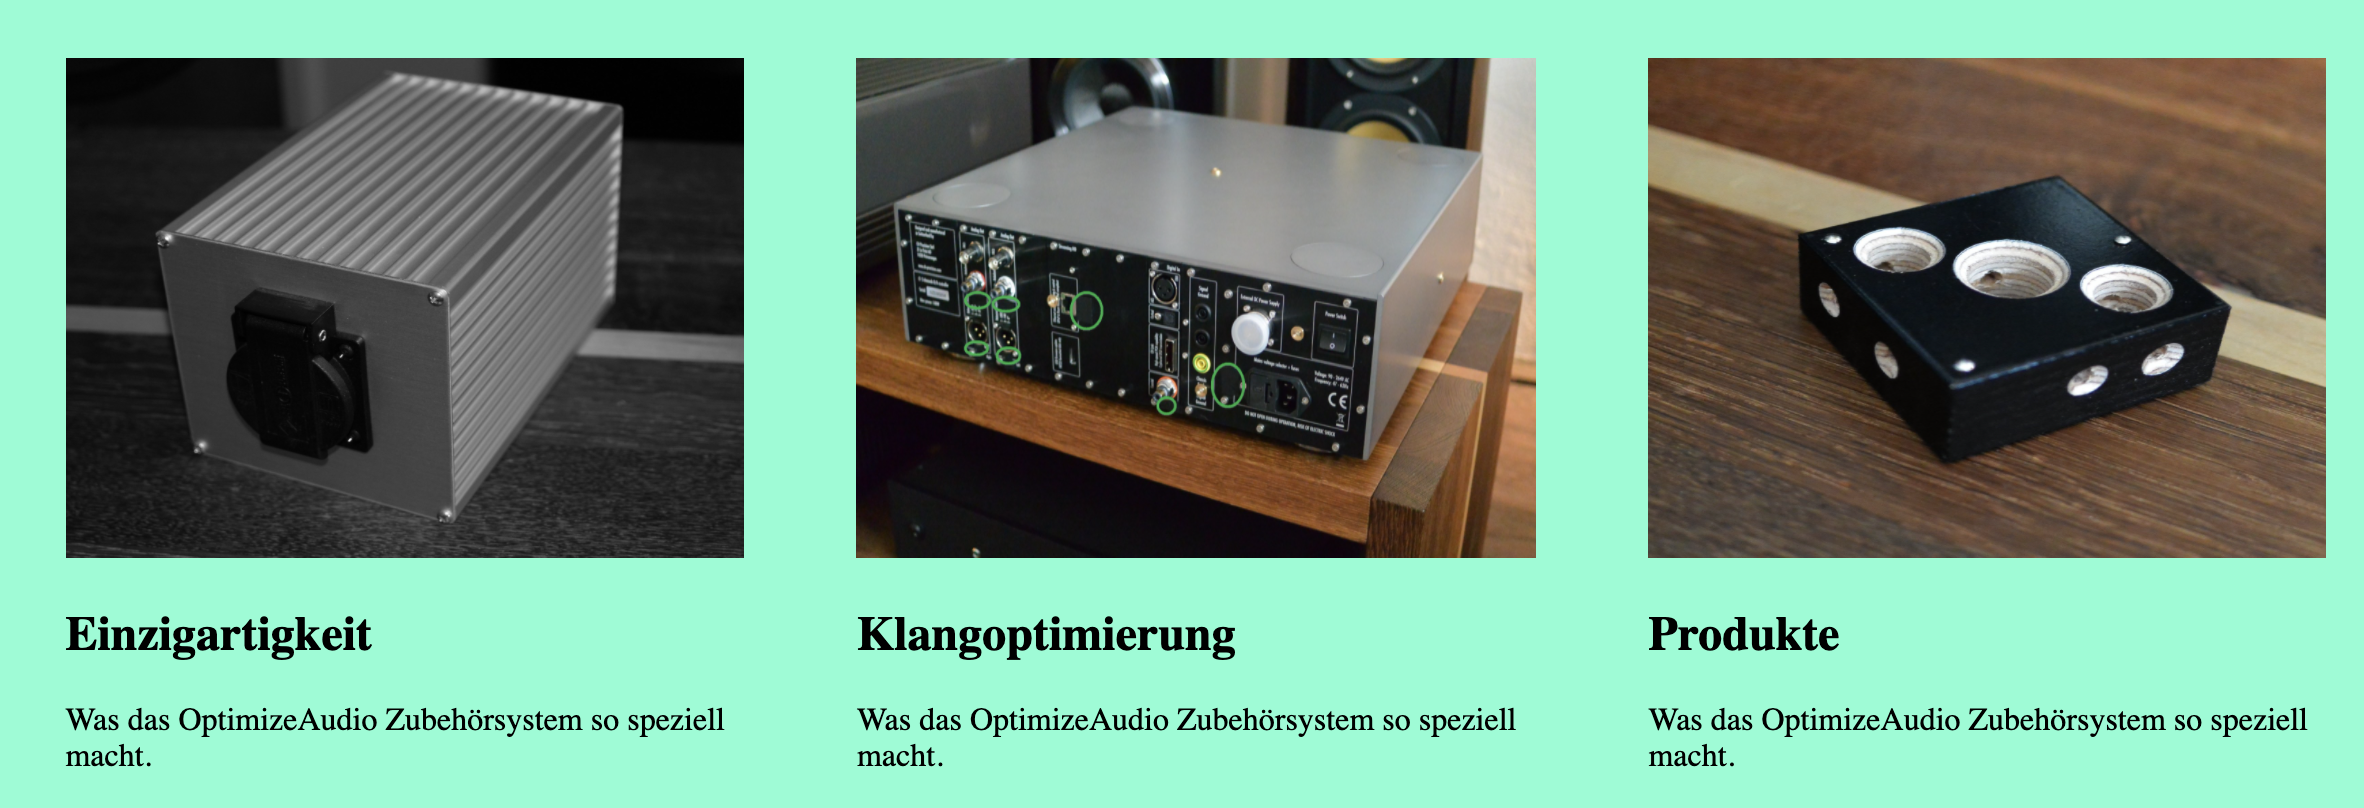 Einzigartigkeit
Was das OptimizeAudio Zubehörsystem so speziell
macht.
Klangoptimierung
Was das OptimizeAudio Zubehörsystem so speziell
macht.
Produkte
Was das OptimizeAudio Zubehörsystem so speziell
macht.